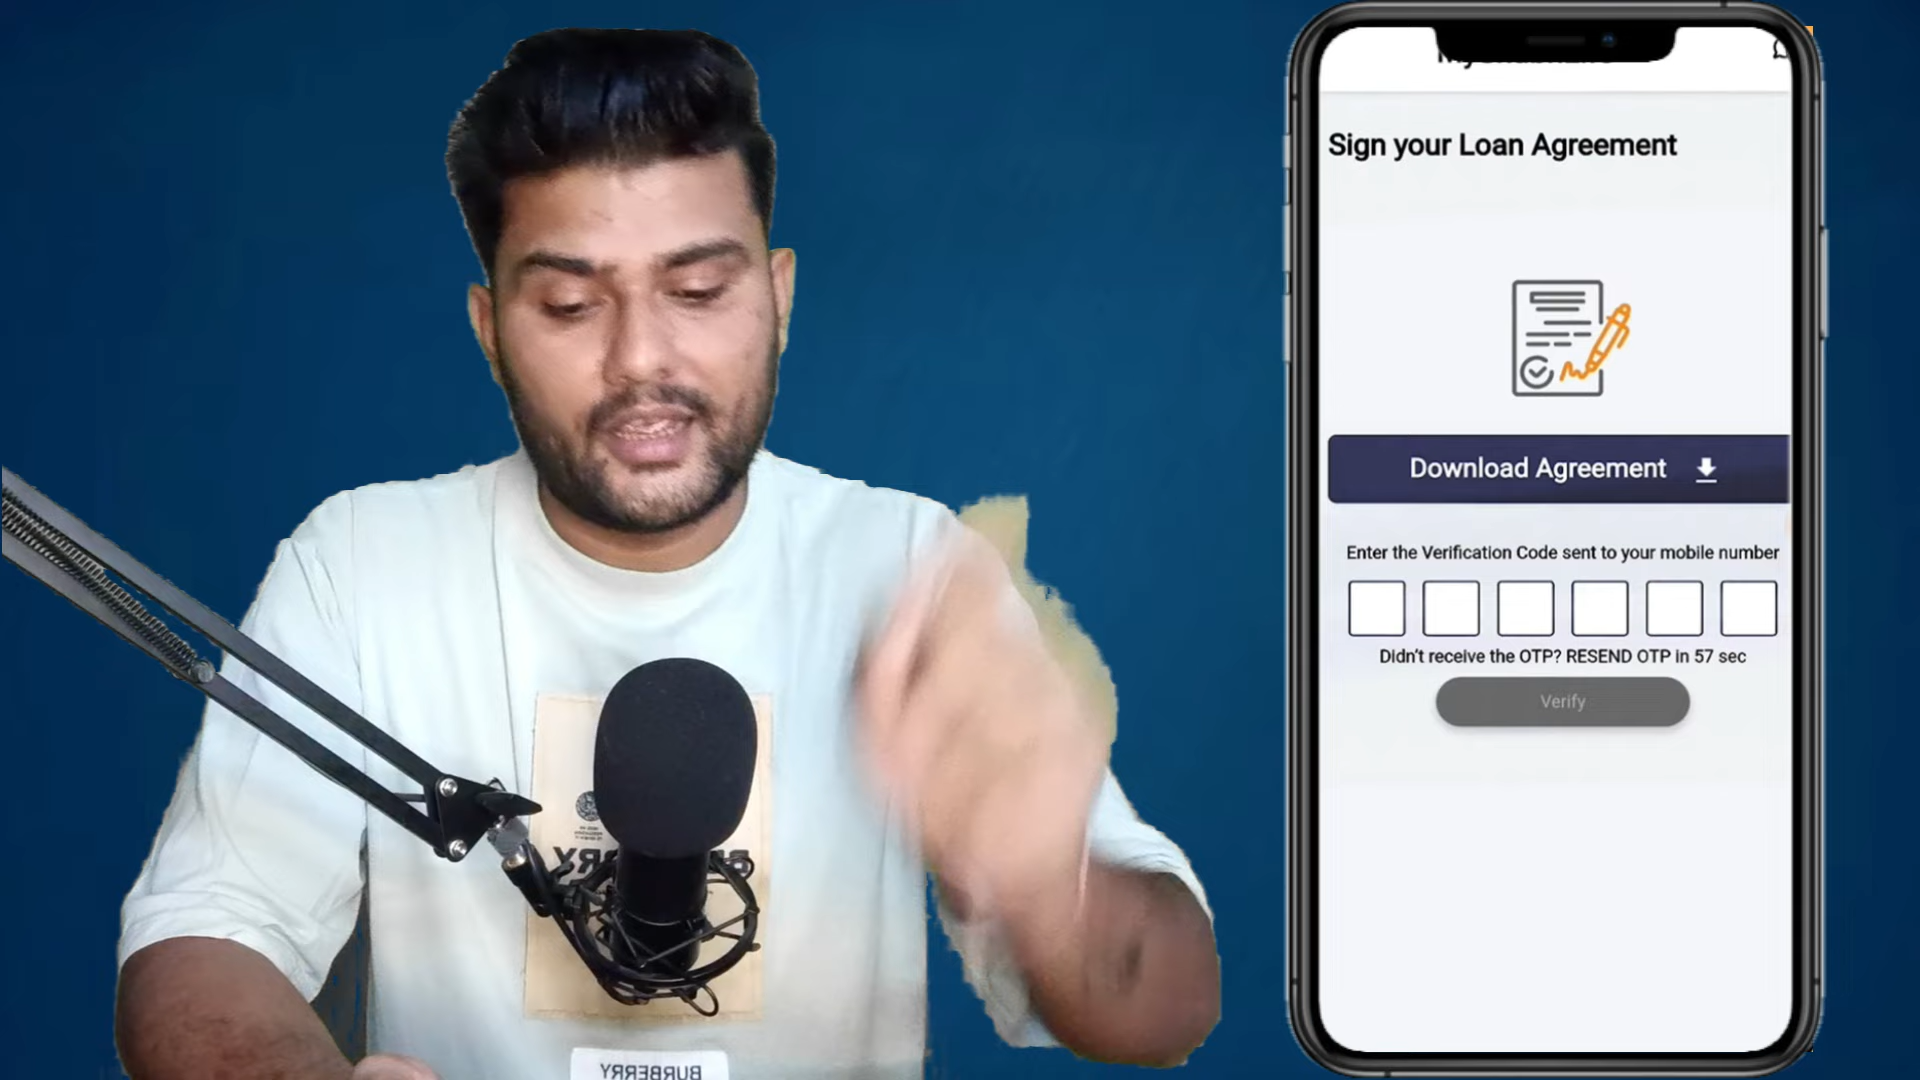 Sign your Loan Agreement
Download Agreement
Enter the Verification Code sent to your mobile number
Didn't receive the OTP? RESEND OTP in 57 sec
Verify
BURBERRY